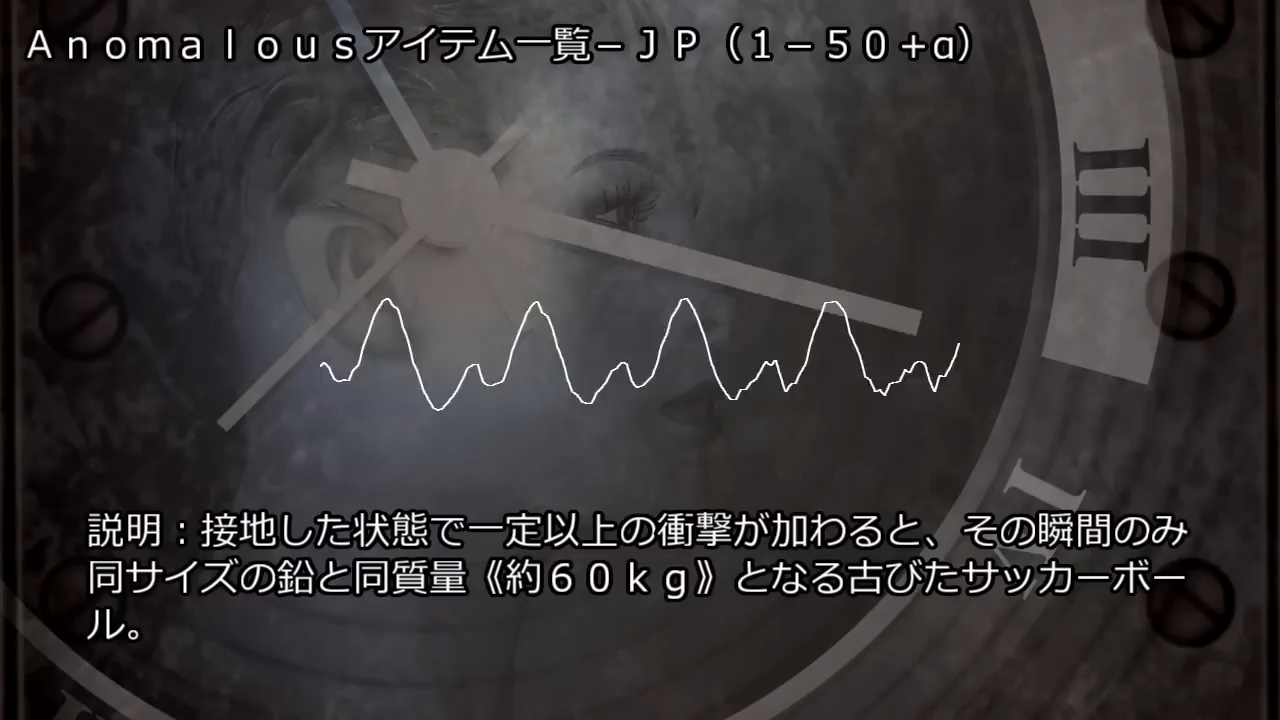 Ａｎｏｍａｌｏｕｓアイテム一覧－ＪＰ（１－５０＋α）
III
IV
説明：接地した状態で一定以上の衝撃が加わると、その瞬間のみ
同サイズの鉛と同質量《約６０ｋｇ》となる古びたサッカーボー
ル。